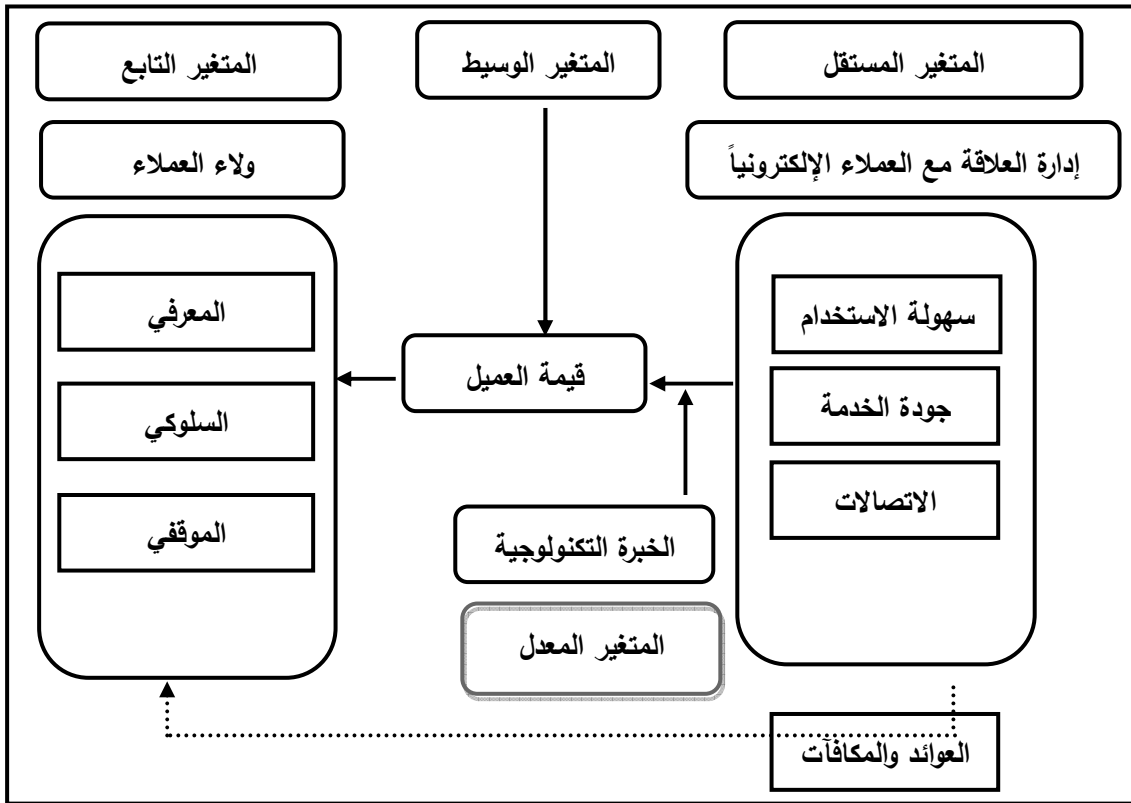 المتغير المستقل
المتغير الوسيط
المتغير التابع
إدارة العلاقة مع العملاء الإلكترونياً
ولاء العملاء
سهولة الاستخدام
جودة الخدمة
الاتصالات
قيمة العميل
المعرفي
السلوكي
الموقفي
الخبرة التكنولوجية
المتغير المعدل
العوائد والمكافآت